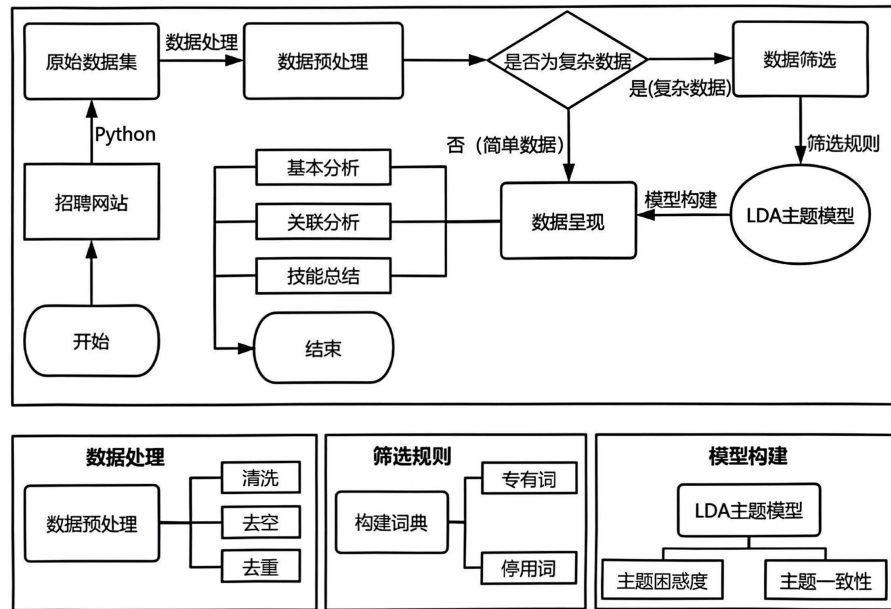 原始数据集
数据处理
数据预处理
是否为复杂数据
是(复杂数据)
数据筛选
Python
否（简单数据）
筛选规则
招聘网站
基本分析
关联分析
技能总结
数据呈现
模型构建
LDA主题模型
开始
结束
数据处理
数据预处理
清洗
去空
去重
筛选规则
构建词典
专有词
停用词
模型构建
LDA主题模型
主题困惑度
主题一致性